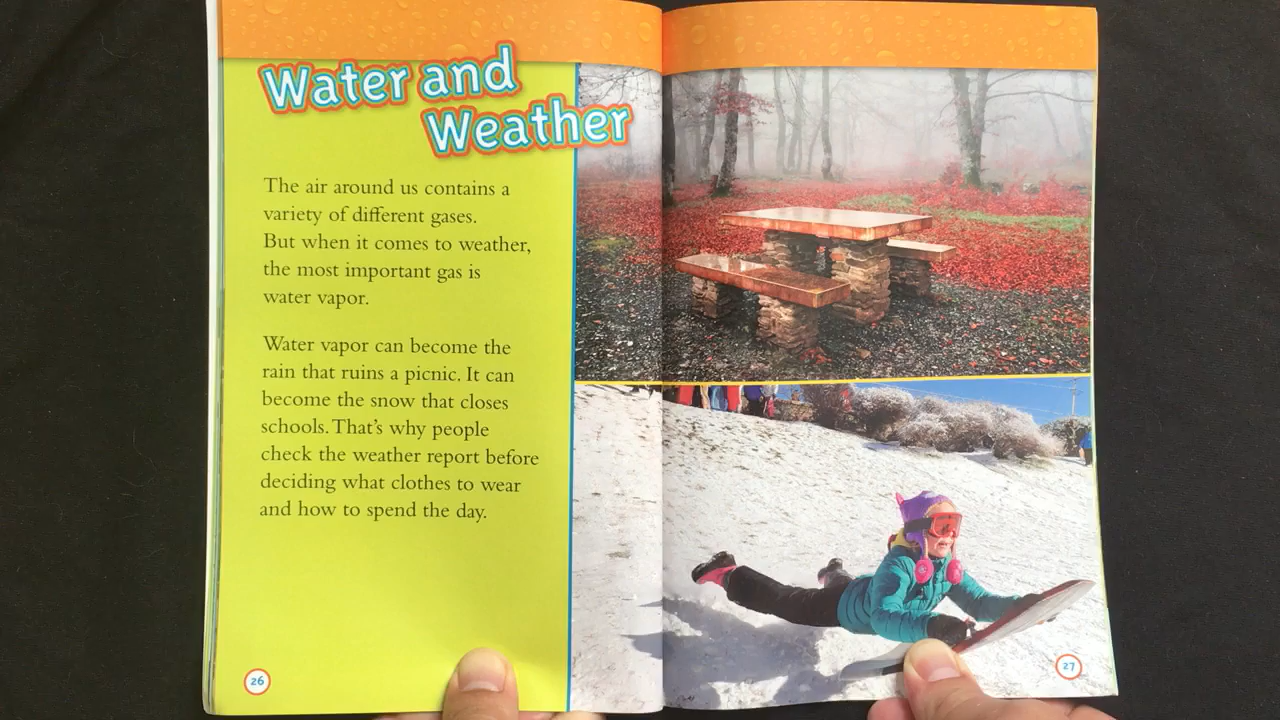 Water and
Weather
The air around us contains a
variety of different gases.
But when it comes to weather,
the most important gas is
water vapor.
Water vapor can become the
rain that ruins a picnic. It can
become the snow that closes
schools. That's why people
check the weather report before
deciding what clothes to wear
and how to spend the day.
26
27